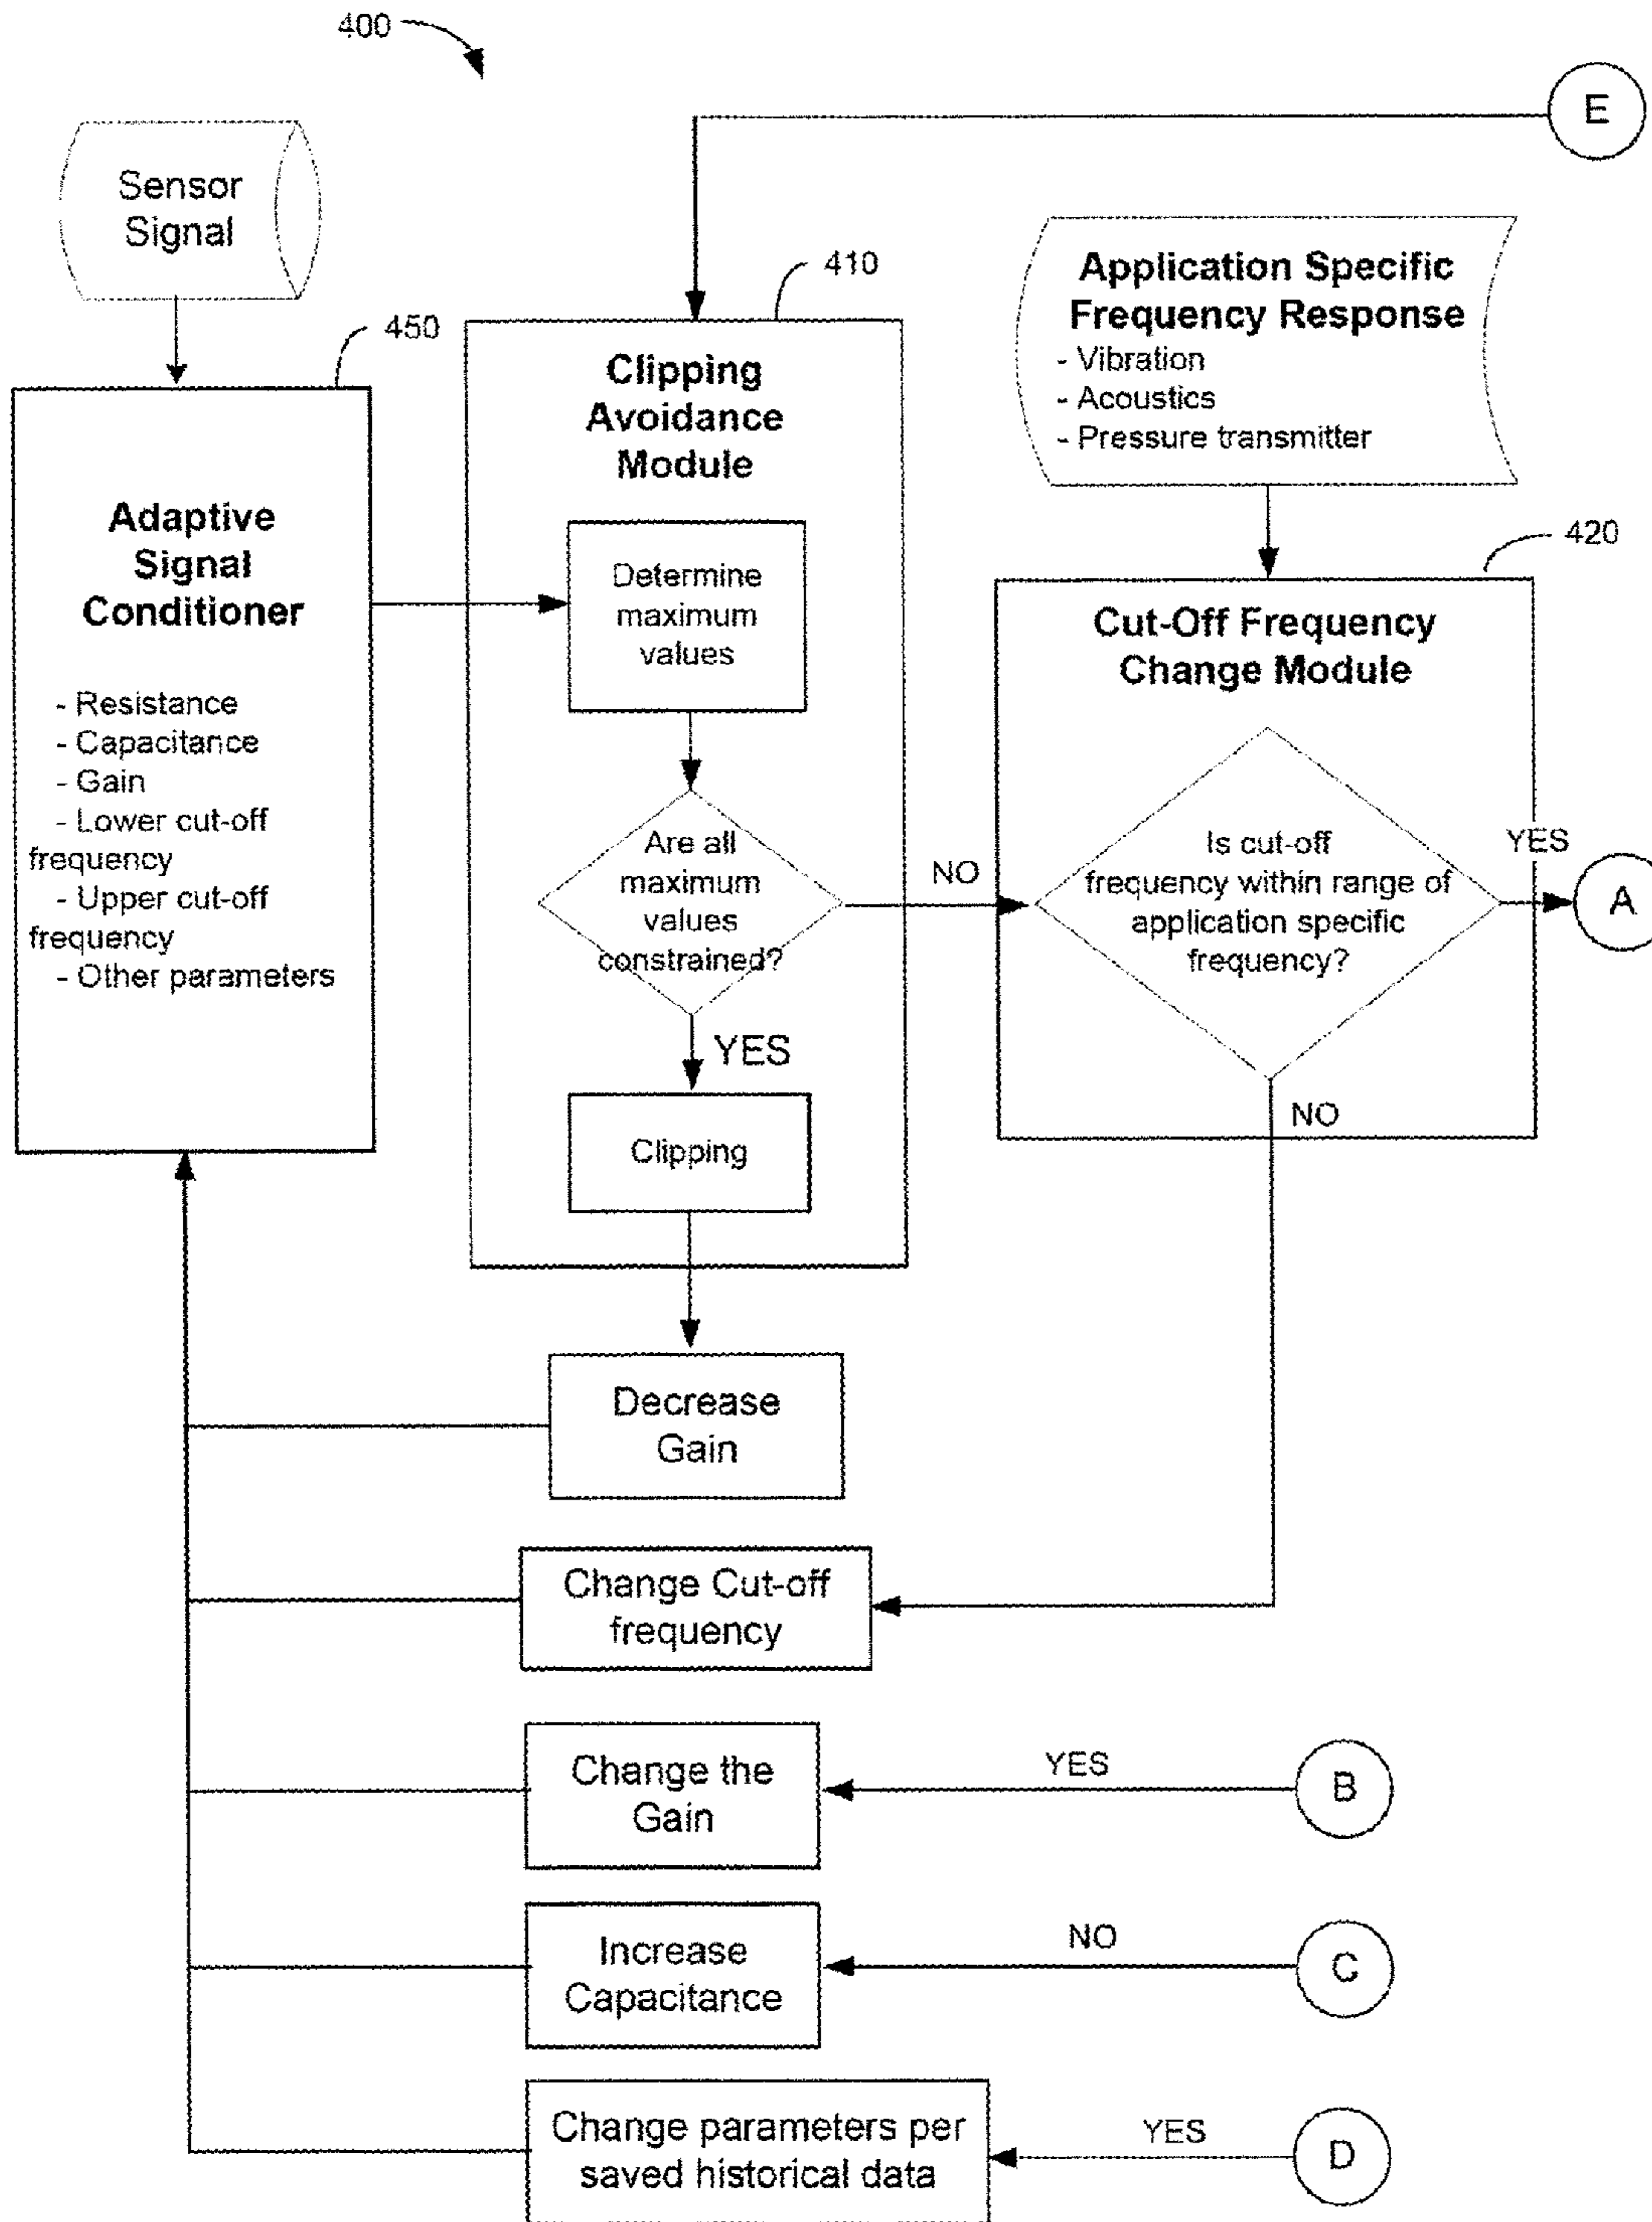 400
E
Sensor
Signal
450
Adaptive
Signal
Conditioner
- Resistance
- Capacitance
- Gain
- Lower cut-off
frequency
- Upper cut-off
frequency
- Other parameters
410
Clipping
Avoidance
Module
Determine
maximum
values
Are all
maximum
values
constrained?
NO
YES
Clipping
Application Specific
Frequency Response
- Vibration
- Acoustics
- Pressure transmitter
420
Cut-Off Frequency
Change Module
Is cut-off
frequency within range of
application specific
frequency?
YES
A
NO
Decrease
Gain
Change Cut-off
frequency
Change the
Gain
YES
B
Increase
Capacitance
NO
C
Change parameters per
saved historical data
YES
D